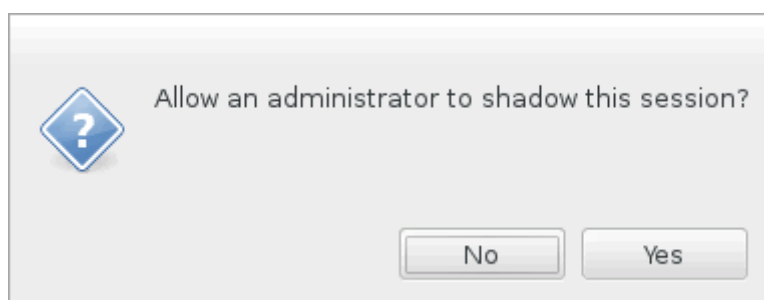 Allow an administrator to shadow this session?
?
No Yes